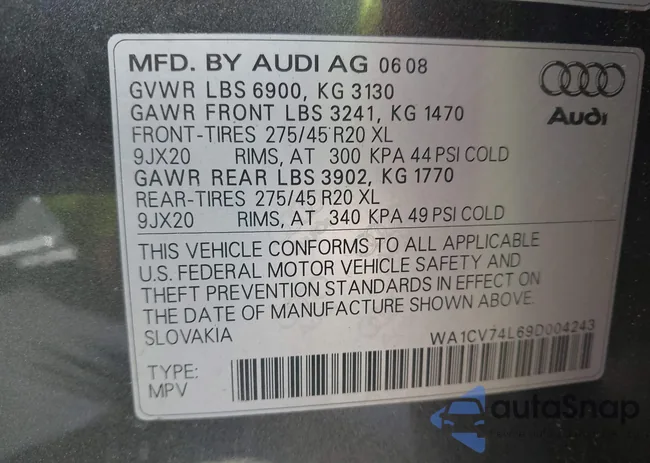 MFD. BY AUDI AG 06 08
GVWR LBS 6900, KG 3130
GAWR FRONT LBS 3241, KG 1470
FRONT-TIRES 275/45 R20 XL
9JX20 RIMS, AT 300 KPA 44 PSI COLD
GAWR REAR LBS 3902, KG 1770
REAR-TIRES 275/45 R20 XL
9JX20 RIMS, AT 340 KPA 49 PSI COLD
Audi
THIS VEHICLE CONFORMS TO ALL APPLICABLE
U.S. FEDERAL MOTOR VEHICLE SAFETY AND
THEFT PREVENTION STANDARDS IN EFFECT ON
THE DATE OF MANUFACTURE SHOWN ABOVE.
SLOVAKIA
WA1CV74L69D004243
TYPE:
MPV
autoSnap